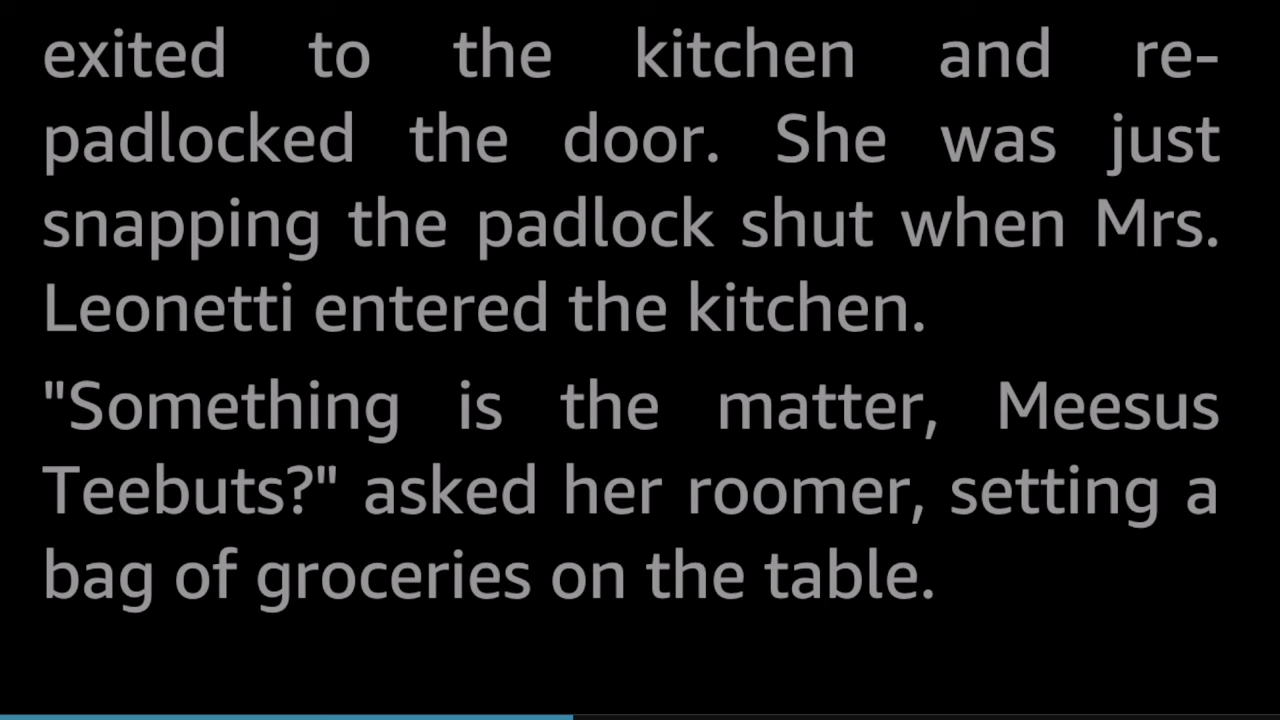 exited to the kitchen and re-
padlocked the door. She was just
snapping the padlock shut when Mrs.
Leonetti entered the kitchen.
"Something is the matter, Meesus
Teebuts?" asked her roomer, setting a
bag of groceries on the table.